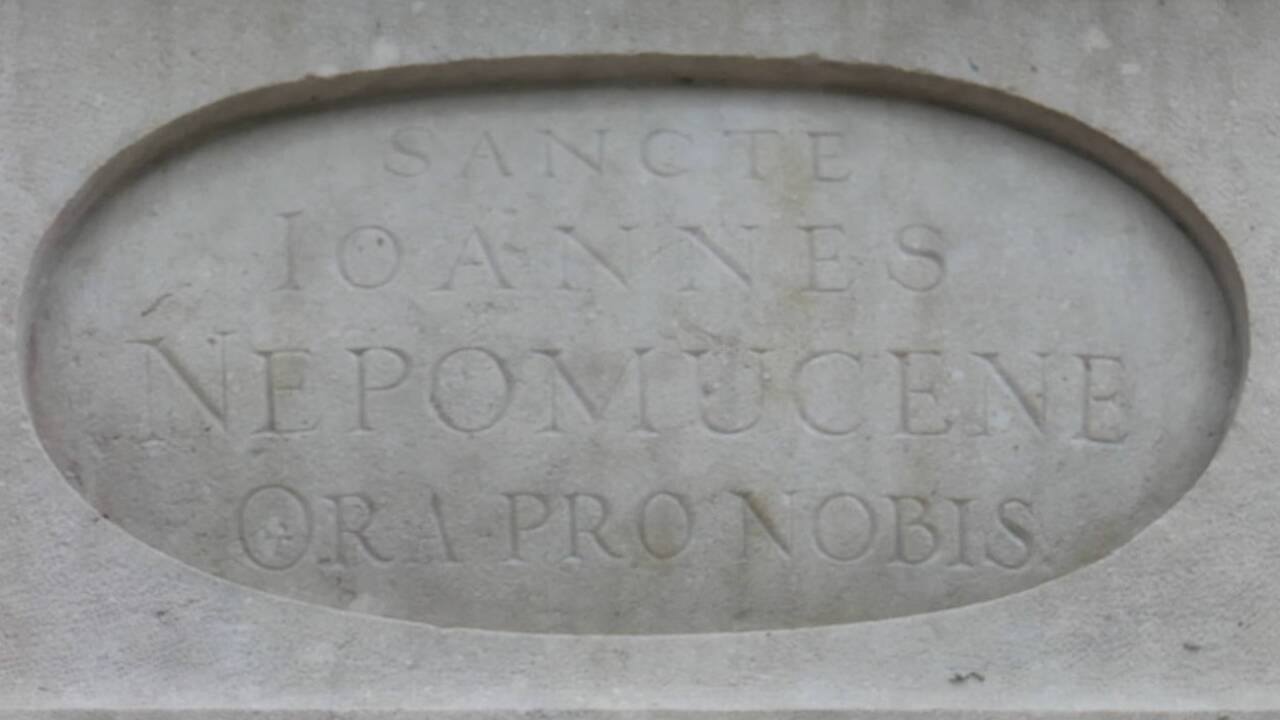 SANCTE
IOANNES
NEPOMUCENE
ORA PRO NOBIS